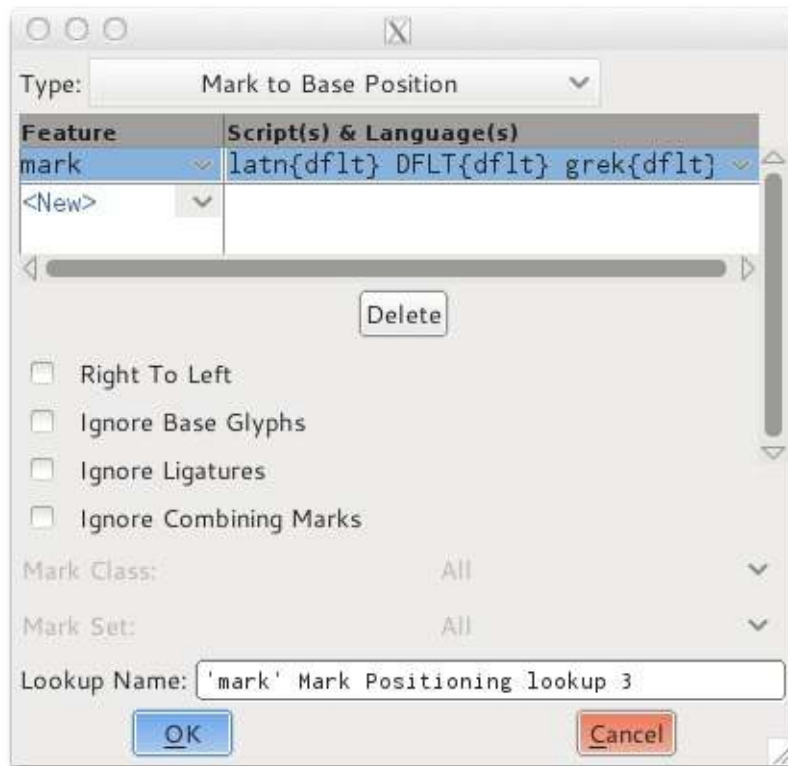 Type: Mark to Base Position
Feature Script(s) & Language(s)
mark latn{dflt} DFLT{dflt} grek{dflt}
<New>
Delete
Right To Left
Ignore Base Glyphs
Ignore Ligatures
Ignore Combining Marks
Mark Class: All
Mark Set: All
Lookup Name: 'mark' Mark Positioning lookup 3
OK Cancel